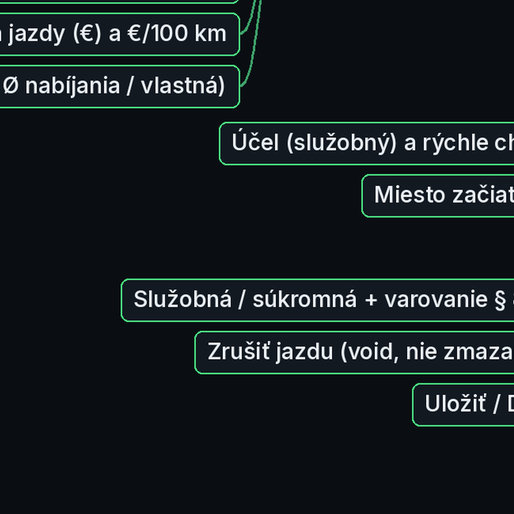 jazdy (€) a €/100 km
Ø nabíjania / vlastná)
Účel (služobný) a rýchle
Miesto začiat
Služobná / súkromná + varovanie §
Zrušiť jazdu (void, nie zmaza
Uložiť /